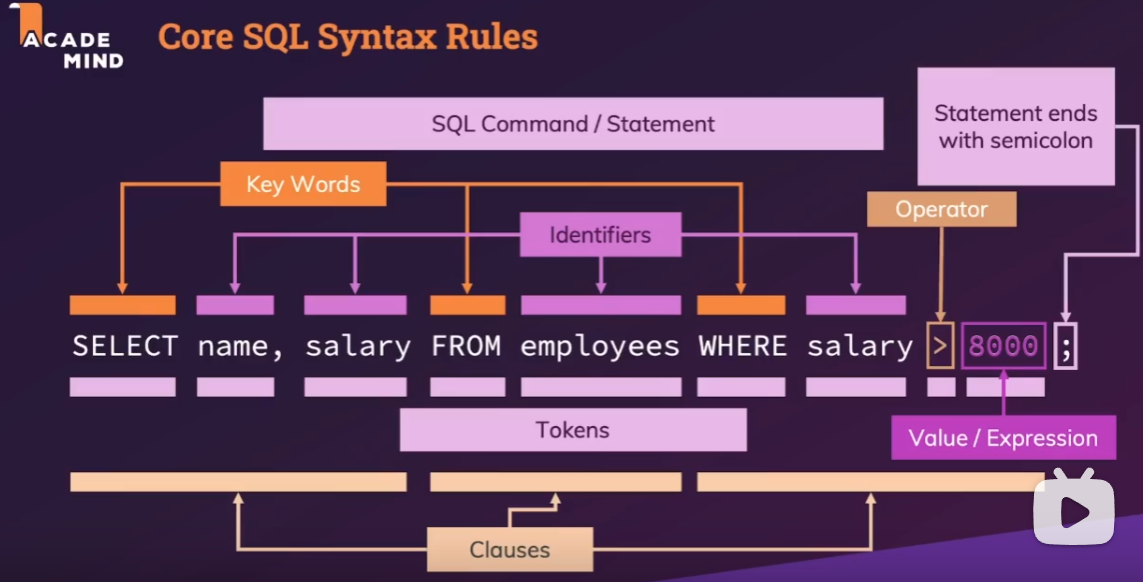 ACADE
MIND
Core SQL Syntax Rules
SQL Command / Statement
Statement ends
with semicolon
Key Words
Operator
Identifiers
SELECT name, salary FROM employees WHERE salary > 8000 ;
Tokens
Value / Expression
Clauses